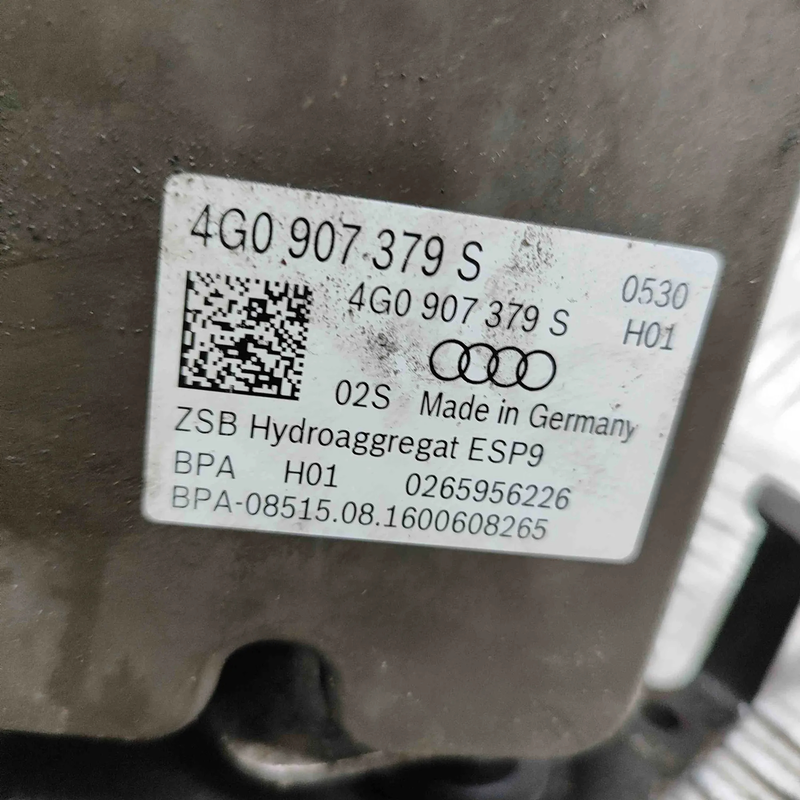 4G0 907 379 S
0530
4G0 907 379 S
H01
02S Made in Germany
ZSB Hydroaggregat ESP9
BPA H01 0265956226
BPA-08515.08.1600608265